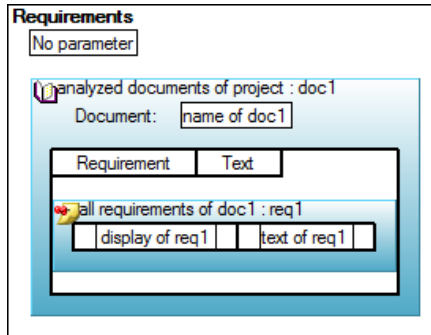 Requirements
No parameter
analyzed documents of project : doc1
Document: name of doc1
Requirement Text
all requirements of doc1 : req1
display of req1 text of req1